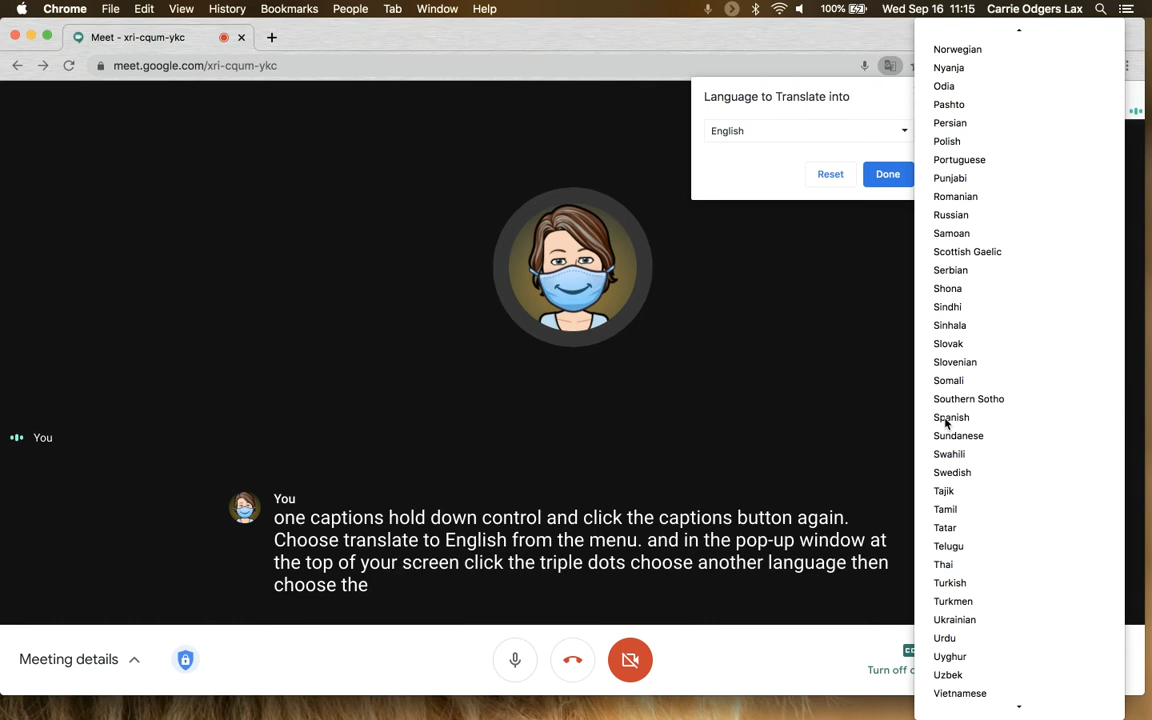 Chrome File Edit View History Bookmarks People Tab Window Help 100% Wed Sep 16 11:15 Carrie Odgers Lax
Meet - xri-cqum-ykc
meet.google.com/xri-cqum-ykc
Language to Translate into
English
Reset Done
Norwegian
Nyanja
Odia
Pashto
Persian
Polish
Portuguese
Punjabi
Romanian
Russian
Samoan
Scottish Gaelic
Serbian
Shona
Sindhi
Sinhala
Slovak
Slovenian
Somali
Southern Sotho
Spanish
Sundanese
Swahili
Swedish
Tajik
Tamil
Tatar
Telugu
Thai
Turkish
Turkmen
Ukrainian
Urdu
Uyghur
Uzbek
Vietnamese
You
You
one captions hold down control and click the captions button again.
Choose translate to English from the menu. and in the pop-up window at
the top of your screen click the triple dots choose another language then
choose the
Meeting details
Turn off